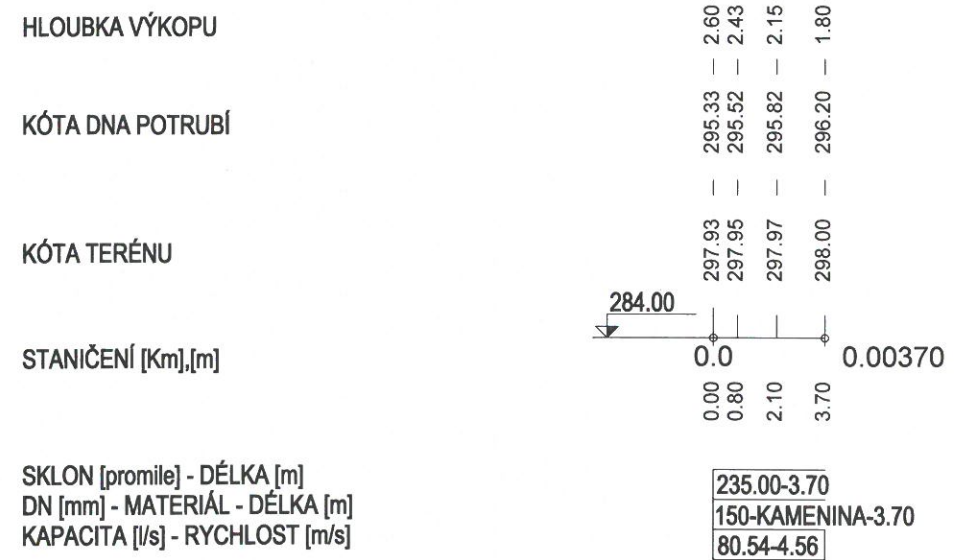 HLOUBKA VÝKOPU
2.60
2.43
2.15
1.80
KÓTA DNA POTRUBÍ
295.33
295.52
295.82
296.20
KÓTA TERÉNU
297.93
297.95
297.97
298.00
284.00
STANIČENÍ [Km],[m]
0.0
0.00370
0.00
0.80
2.10
3.70
SKLON [promile] - DÉLKA [m]
235.00-3.70
DN [mm] - MATERIÁL - DÉLKA [m]
150-KAMENINA-3.70
KAPACITA [l/s] - RYCHLOST [m/s]
80.54-4.56